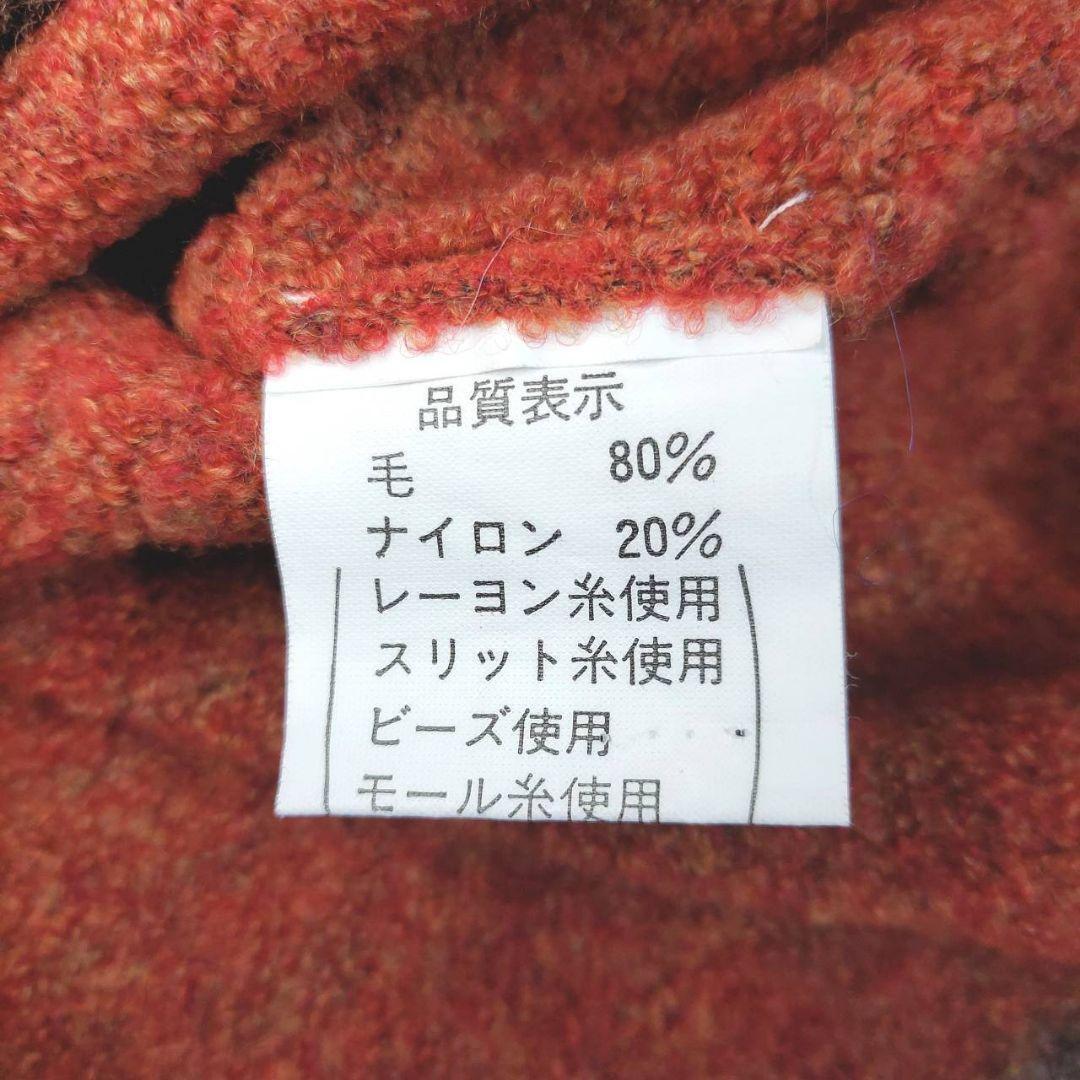 品質表示
毛 80%
ナイロン 20%
レーヨン糸使用
スリット糸使用
ビーズ使用
モール糸使用